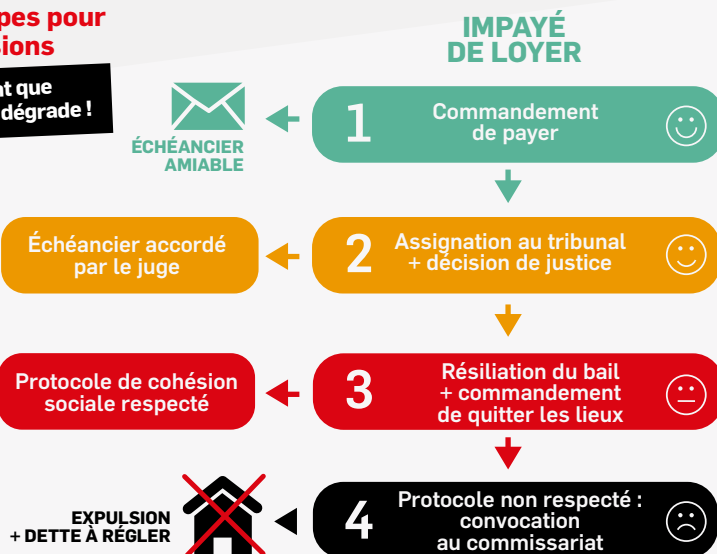 pes pour
sions
nt que
dégrade !
IMPAYÉ
DE LOYER
ÉCHÉANCIER
AMIABLE
1
Commandement
de payer
Échéancier accordé
par le juge
2
Assignation au tribunal
+ décision de justice
Protocole de cohésion
sociale respecté
3
Résiliation du bail
+ commandement
de quitter les lieux
EXPULSION
+ DETTE À RÉGLER
4
Protocole non respecté :
convocation
au commissariat